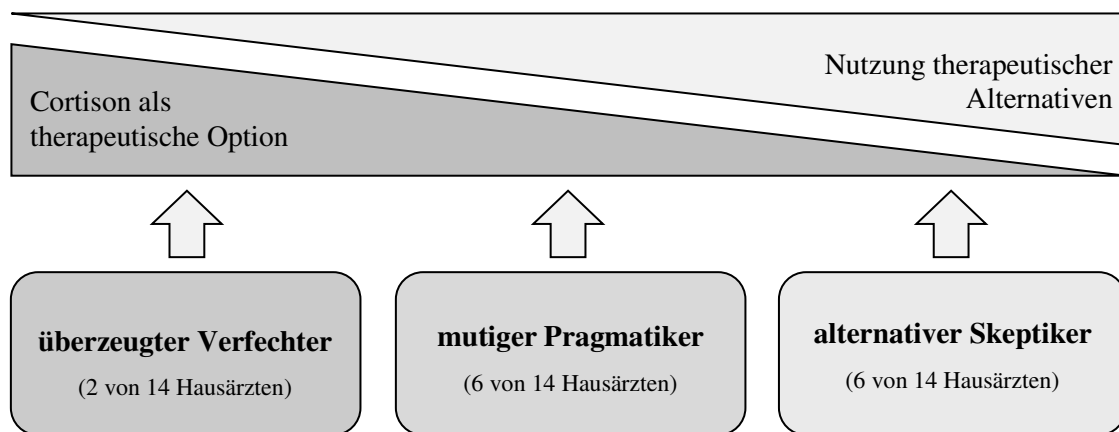 Nutzung therapeutischer
Alternativen
Cortison als
therapeutische Option
überzeugter Verfechter
(2 von 14 Hausärzten)
mutiger Pragmatiker
(6 von 14 Hausärzten)
alternativer Skeptiker
(6 von 14 Hausärzten)